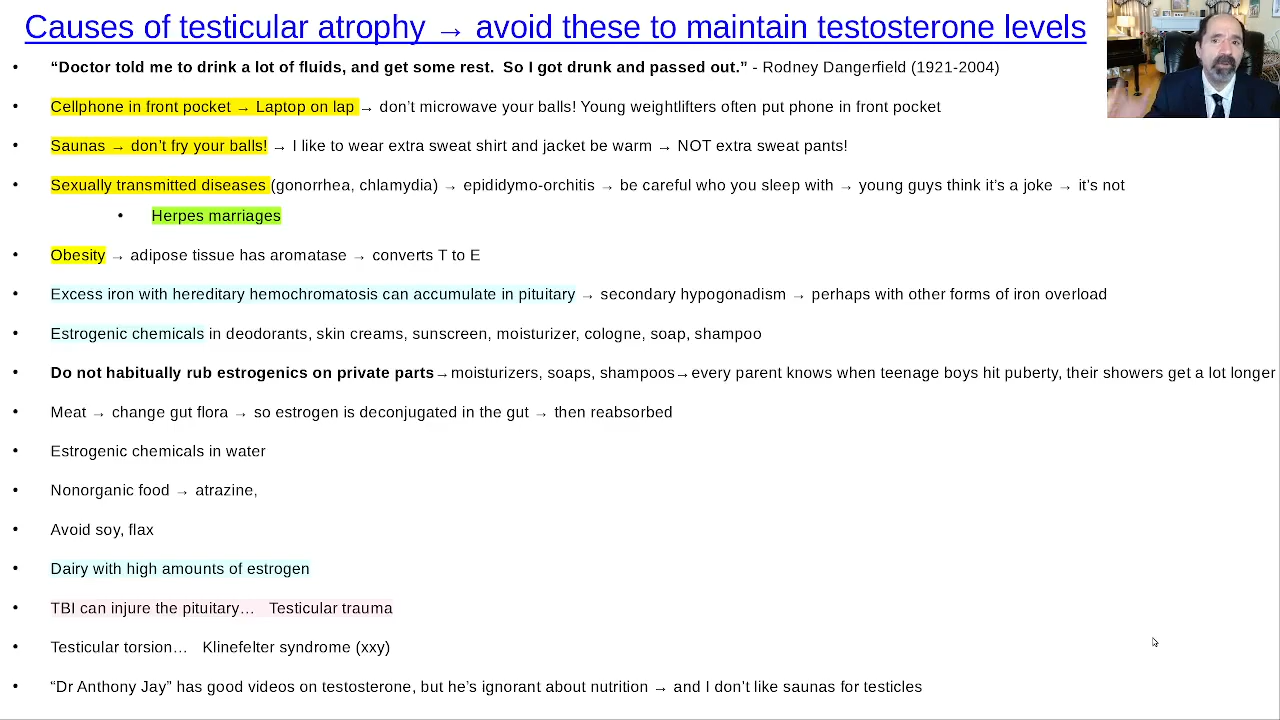 Causes of testicular atrophy → avoid these to maintain testosterone levels
• “Doctor told me to drink a lot of fluids, and get some rest. So I got drunk and passed out.” - Rodney Dangerfield (1921-2004)
• Cellphone in front pocket → Laptop on lap → don’t microwave your balls! Young weightlifters often put phone in front pocket
• Saunas → don’t fry your balls! → I like to wear extra sweat shirt and jacket be warm → NOT extra sweat pants!
• Sexually transmitted diseases (gonorrhea, chlamydia) → epididymo-orchitis → be careful who you sleep with → young guys think it’s a joke → it’s not
• Herpes marriages
• Obesity → adipose tissue has aromatase → converts T to E
• Excess iron with hereditary hemochromatosis can accumulate in pituitary → secondary hypogonadism → perhaps with other forms of iron overload
• Estrogenic chemicals in deodorants, skin creams, sunscreen, moisturizer, cologne, soap, shampoo
• Do not habitually rub estrogenics on private parts→moisturizers, soaps, shampoos→every parent knows when teenage boys hit puberty, their showers get a lot longer
• Meat → change gut flora → so estrogen is deconjugated in the gut → then reabsorbed
• Estrogenic chemicals in water
• Nonorganic food → atrazine,
• Avoid soy, flax
• Dairy with high amounts of estrogen
• TBI can injure the pituitary… Testicular trauma
• Testicular torsion… Klinefelter syndrome (xxy)
• “Dr Anthony Jay” has good videos on testosterone, but he’s ignorant about nutrition → and I don’t like saunas for testicles